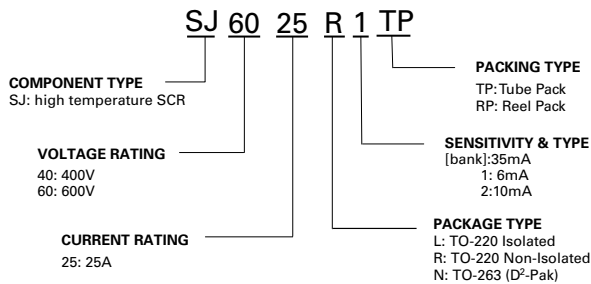 SJ 60 25 R 1 TP
COMPONENT TYPE
SJ: high temperature SCR
VOLTAGE RATING
40: 400V
60: 600V
CURRENT RATING
25: 25A
PACKING TYPE
TP: Tube Pack
RP: Reel Pack
SENSITIVITY & TYPE
[bank]:35mA
1: 6mA
2:10mA
PACKAGE TYPE
L: TO-220 Isolated
R: TO-220 Non-Isolated
N: TO-263 (D²-Pak)